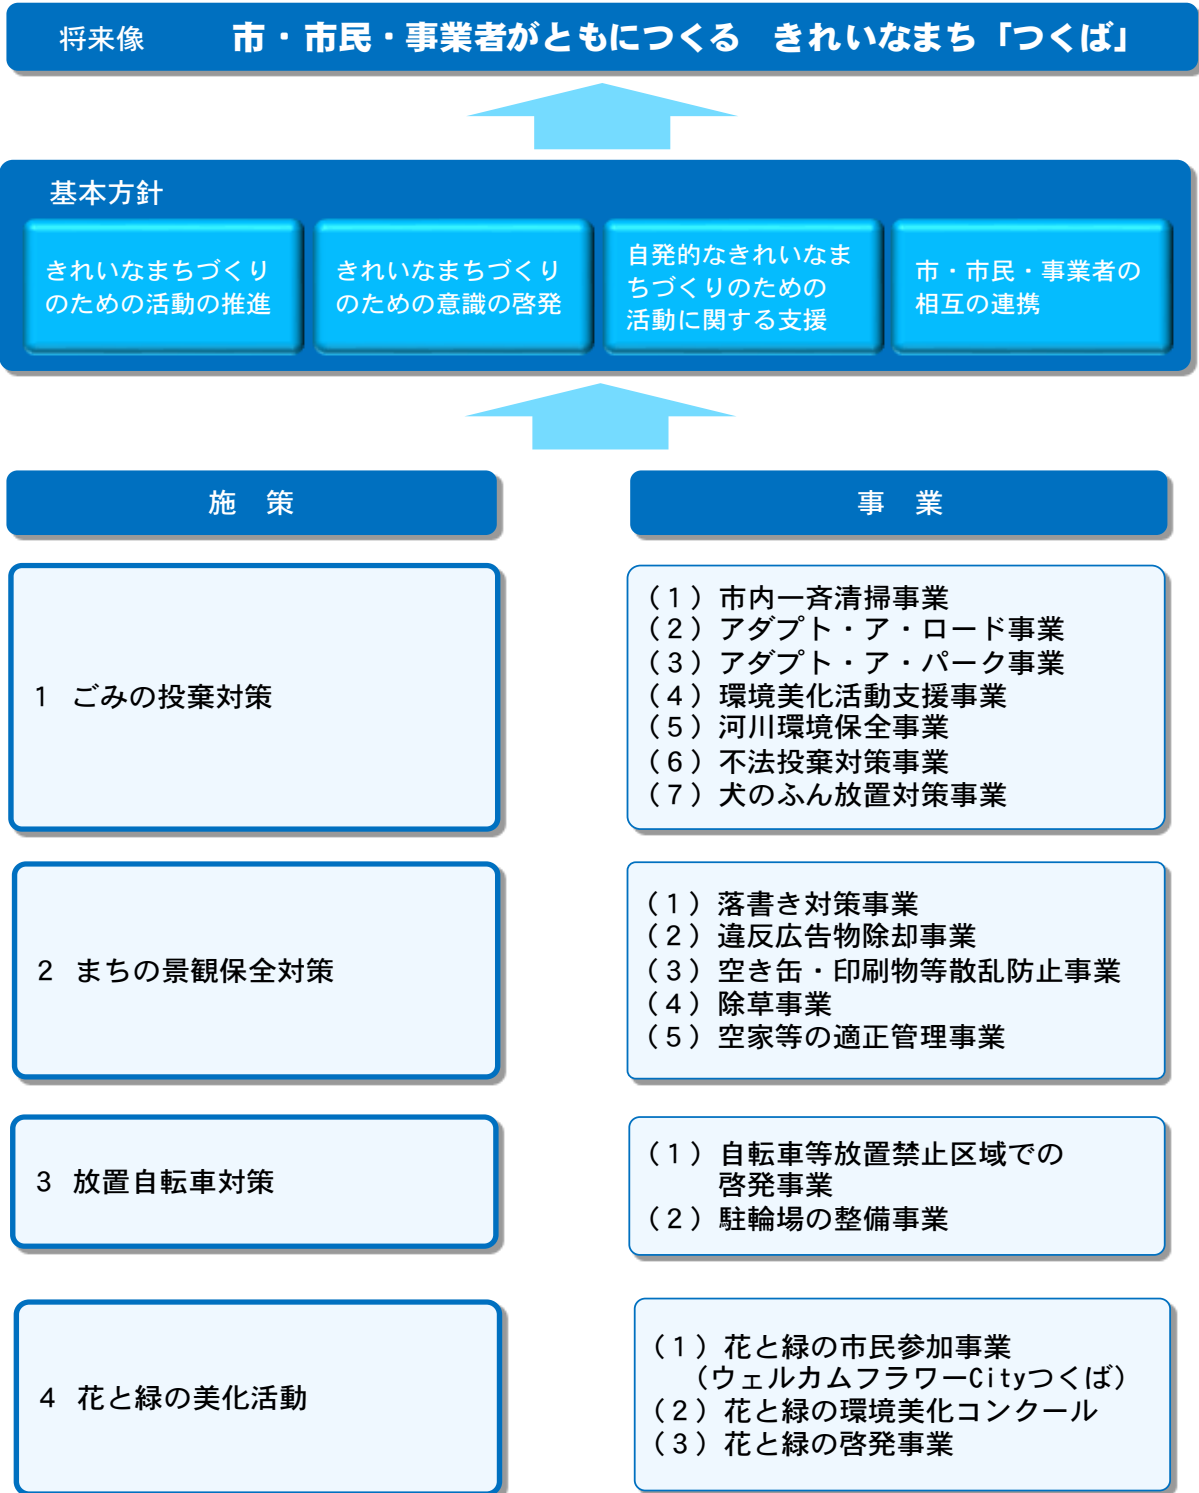 将来像　市・市民・事業者がともにつくる　きれいなまち「つくば」
基本方針
きれいなまちづくり
のための活動の推進
きれいなまちづくり
のための意識の啓発
自発的なきれいなま
ちづくりのための
活動に関する支援
市・市民・事業者の
相互の連携
施　策
事　業
1　ごみの投棄対策
（１）市内一斉清掃事業
（２）アダプト・ア・ロード事業
（３）アダプト・ア・パーク事業
（４）環境美化活動支援事業
（５）河川環境保全事業
（６）不法投棄対策事業
（７）犬のふん放置対策事業
2　まちの景観保全対策
（１）落書き対策事業
（２）違反広告物除却事業
（３）空き缶・印刷物等散乱防止事業
（４）除草事業
（５）空家等の適正管理事業
3　放置自転車対策
（１）自転車等放置禁止区域での
啓発事業
（２）駐輪場の整備事業
4　花と緑の美化活動
（１）花と緑の市民参加事業
（ウェルカムフラワーCityつくば）
（２）花と緑の環境美化コンクール
（３）花と緑の啓発事業